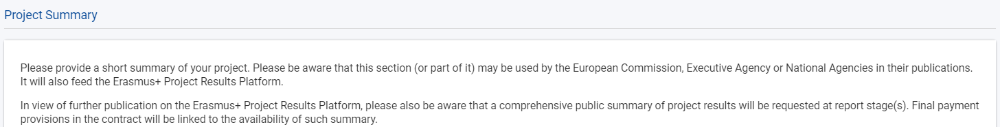 Project Summary
Please provide a short summary of your project. Please be aware that this section (or part of it) may be used by the European Commission, Executive Agency or National Agencies in their publications.
It will also feed the Erasmus+ Project Results Platform.
In view of further publication on the Erasmus+ Project Results Platform, please also be aware that a comprehensive public summary of project results will be requested at report stage(s). Final payment
provisions in the contract will be linked to the availability of such summary.